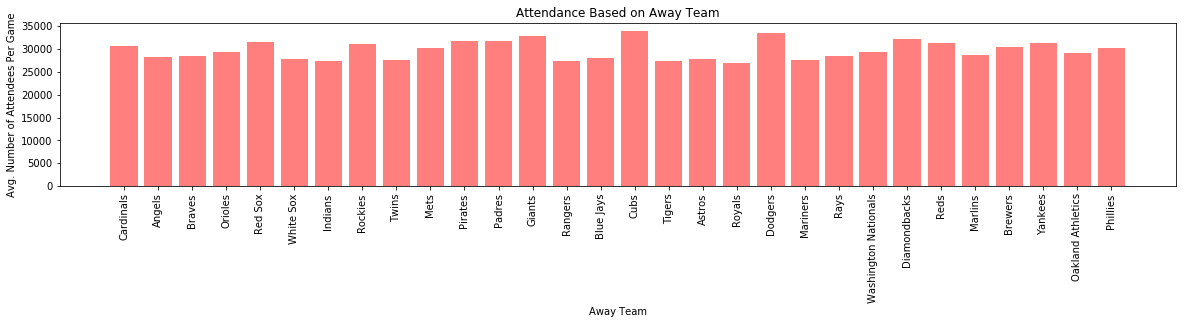 Attendance Based on Away Team
Avg. Number of Attendees Per Game
35000
30000
25000
20000
15000
10000
5000
0
Cardinals
Angels
Braves
Orioles
Red Sox
White Sox
Indians
Rockies
Twins
Mets
Pirates
Padres
Giants
Rangers
Blue Jays
Cubs
Tigers
Astros
Royals
Dodgers
Mariners
Rays
Washington Nationals
Diamondbacks
Reds
Marlins
Brewers
Yankees
Oakland Athletics
Phillies
Away Team